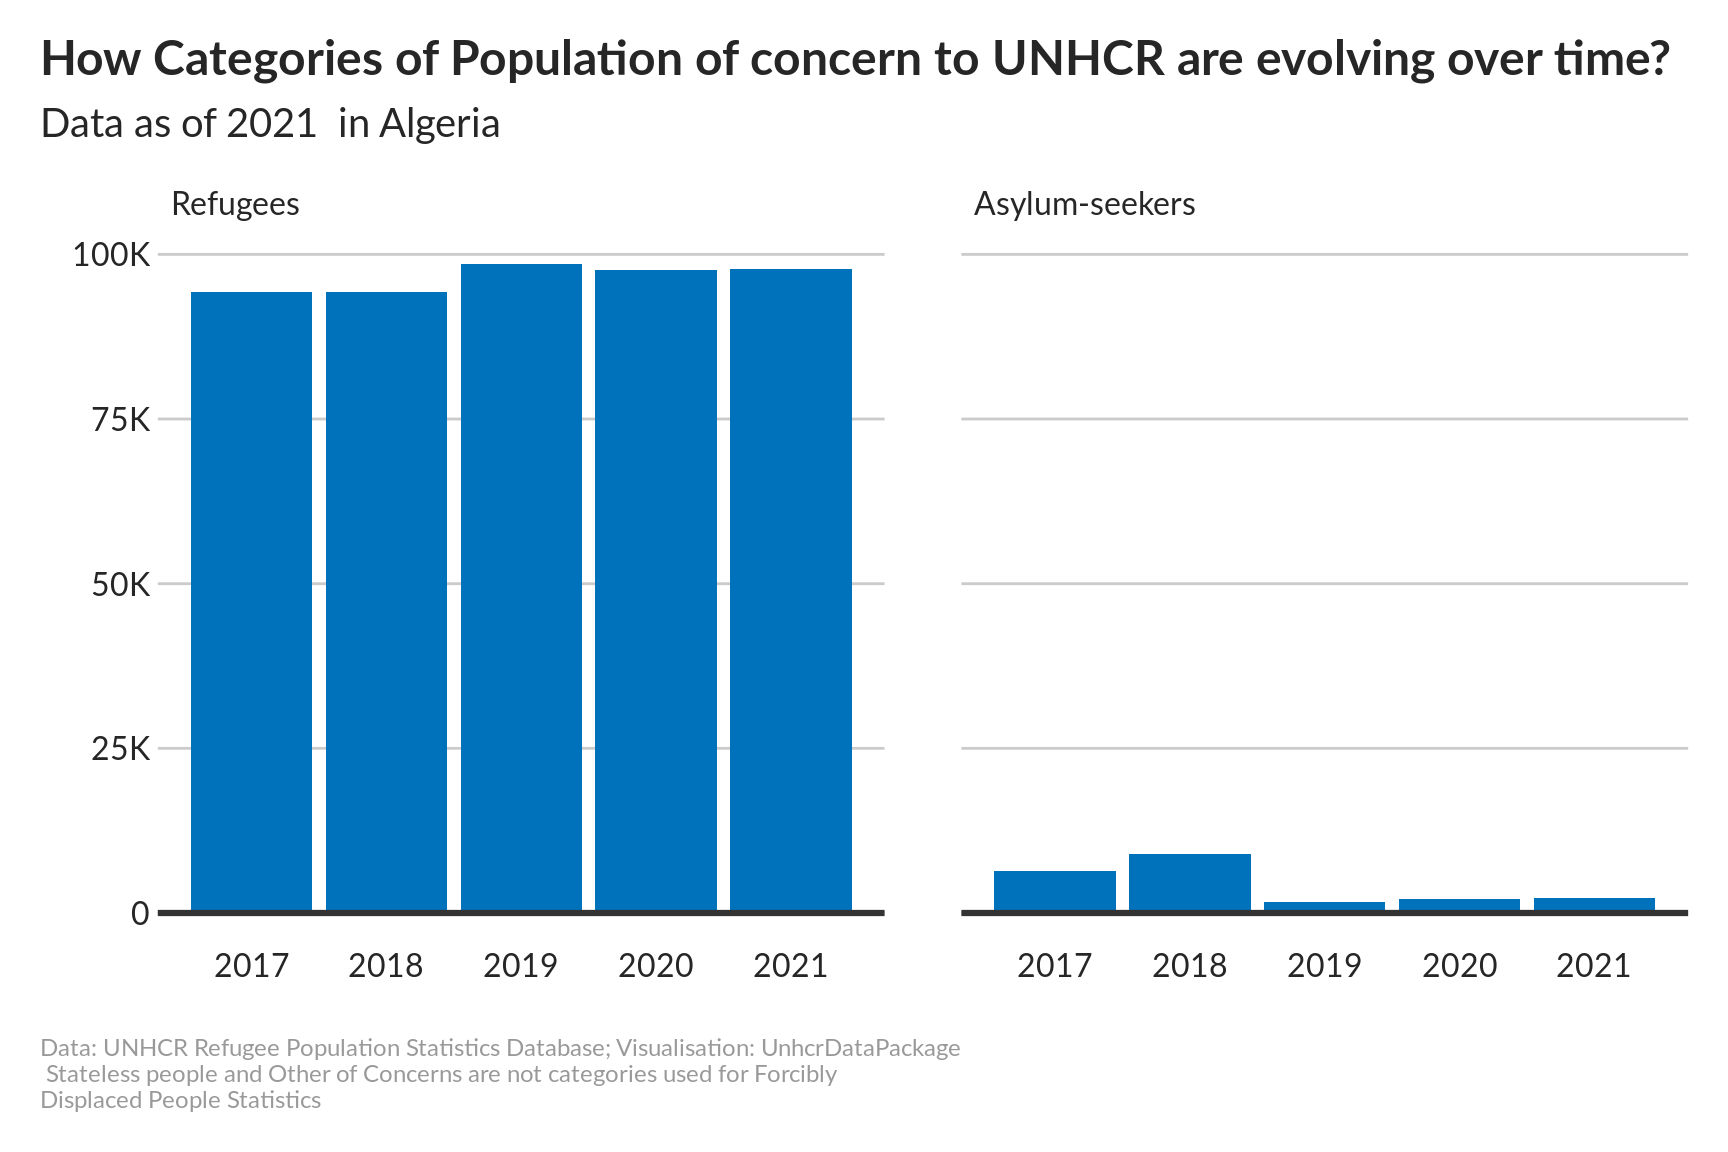 How Categories of Population of concern to UNHCR are evolving over time?
Data as of 2021  in Algeria
Refugees
Asylum-seekers
100K
75K
50K
25K
0
2017 2018 2019 2020 2021
2017 2018 2019 2020 2021
Data: UNHCR Refugee Population Statistics Database; Visualisation: UnhcrDataPackage
Stateless people and Other of Concerns are not categories used for Forcibly
Displaced People Statistics